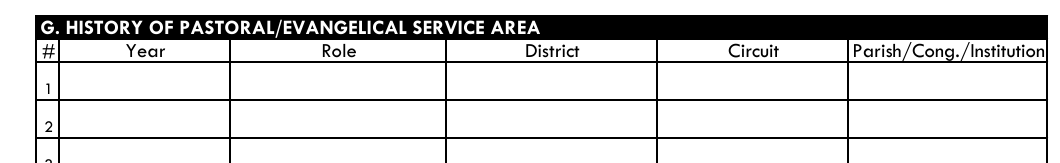 G. HISTORY OF PASTORAL/EVANGELICAL SERVICE AREA
# Year Role District Circuit Parish/Cong./Institution
1
2